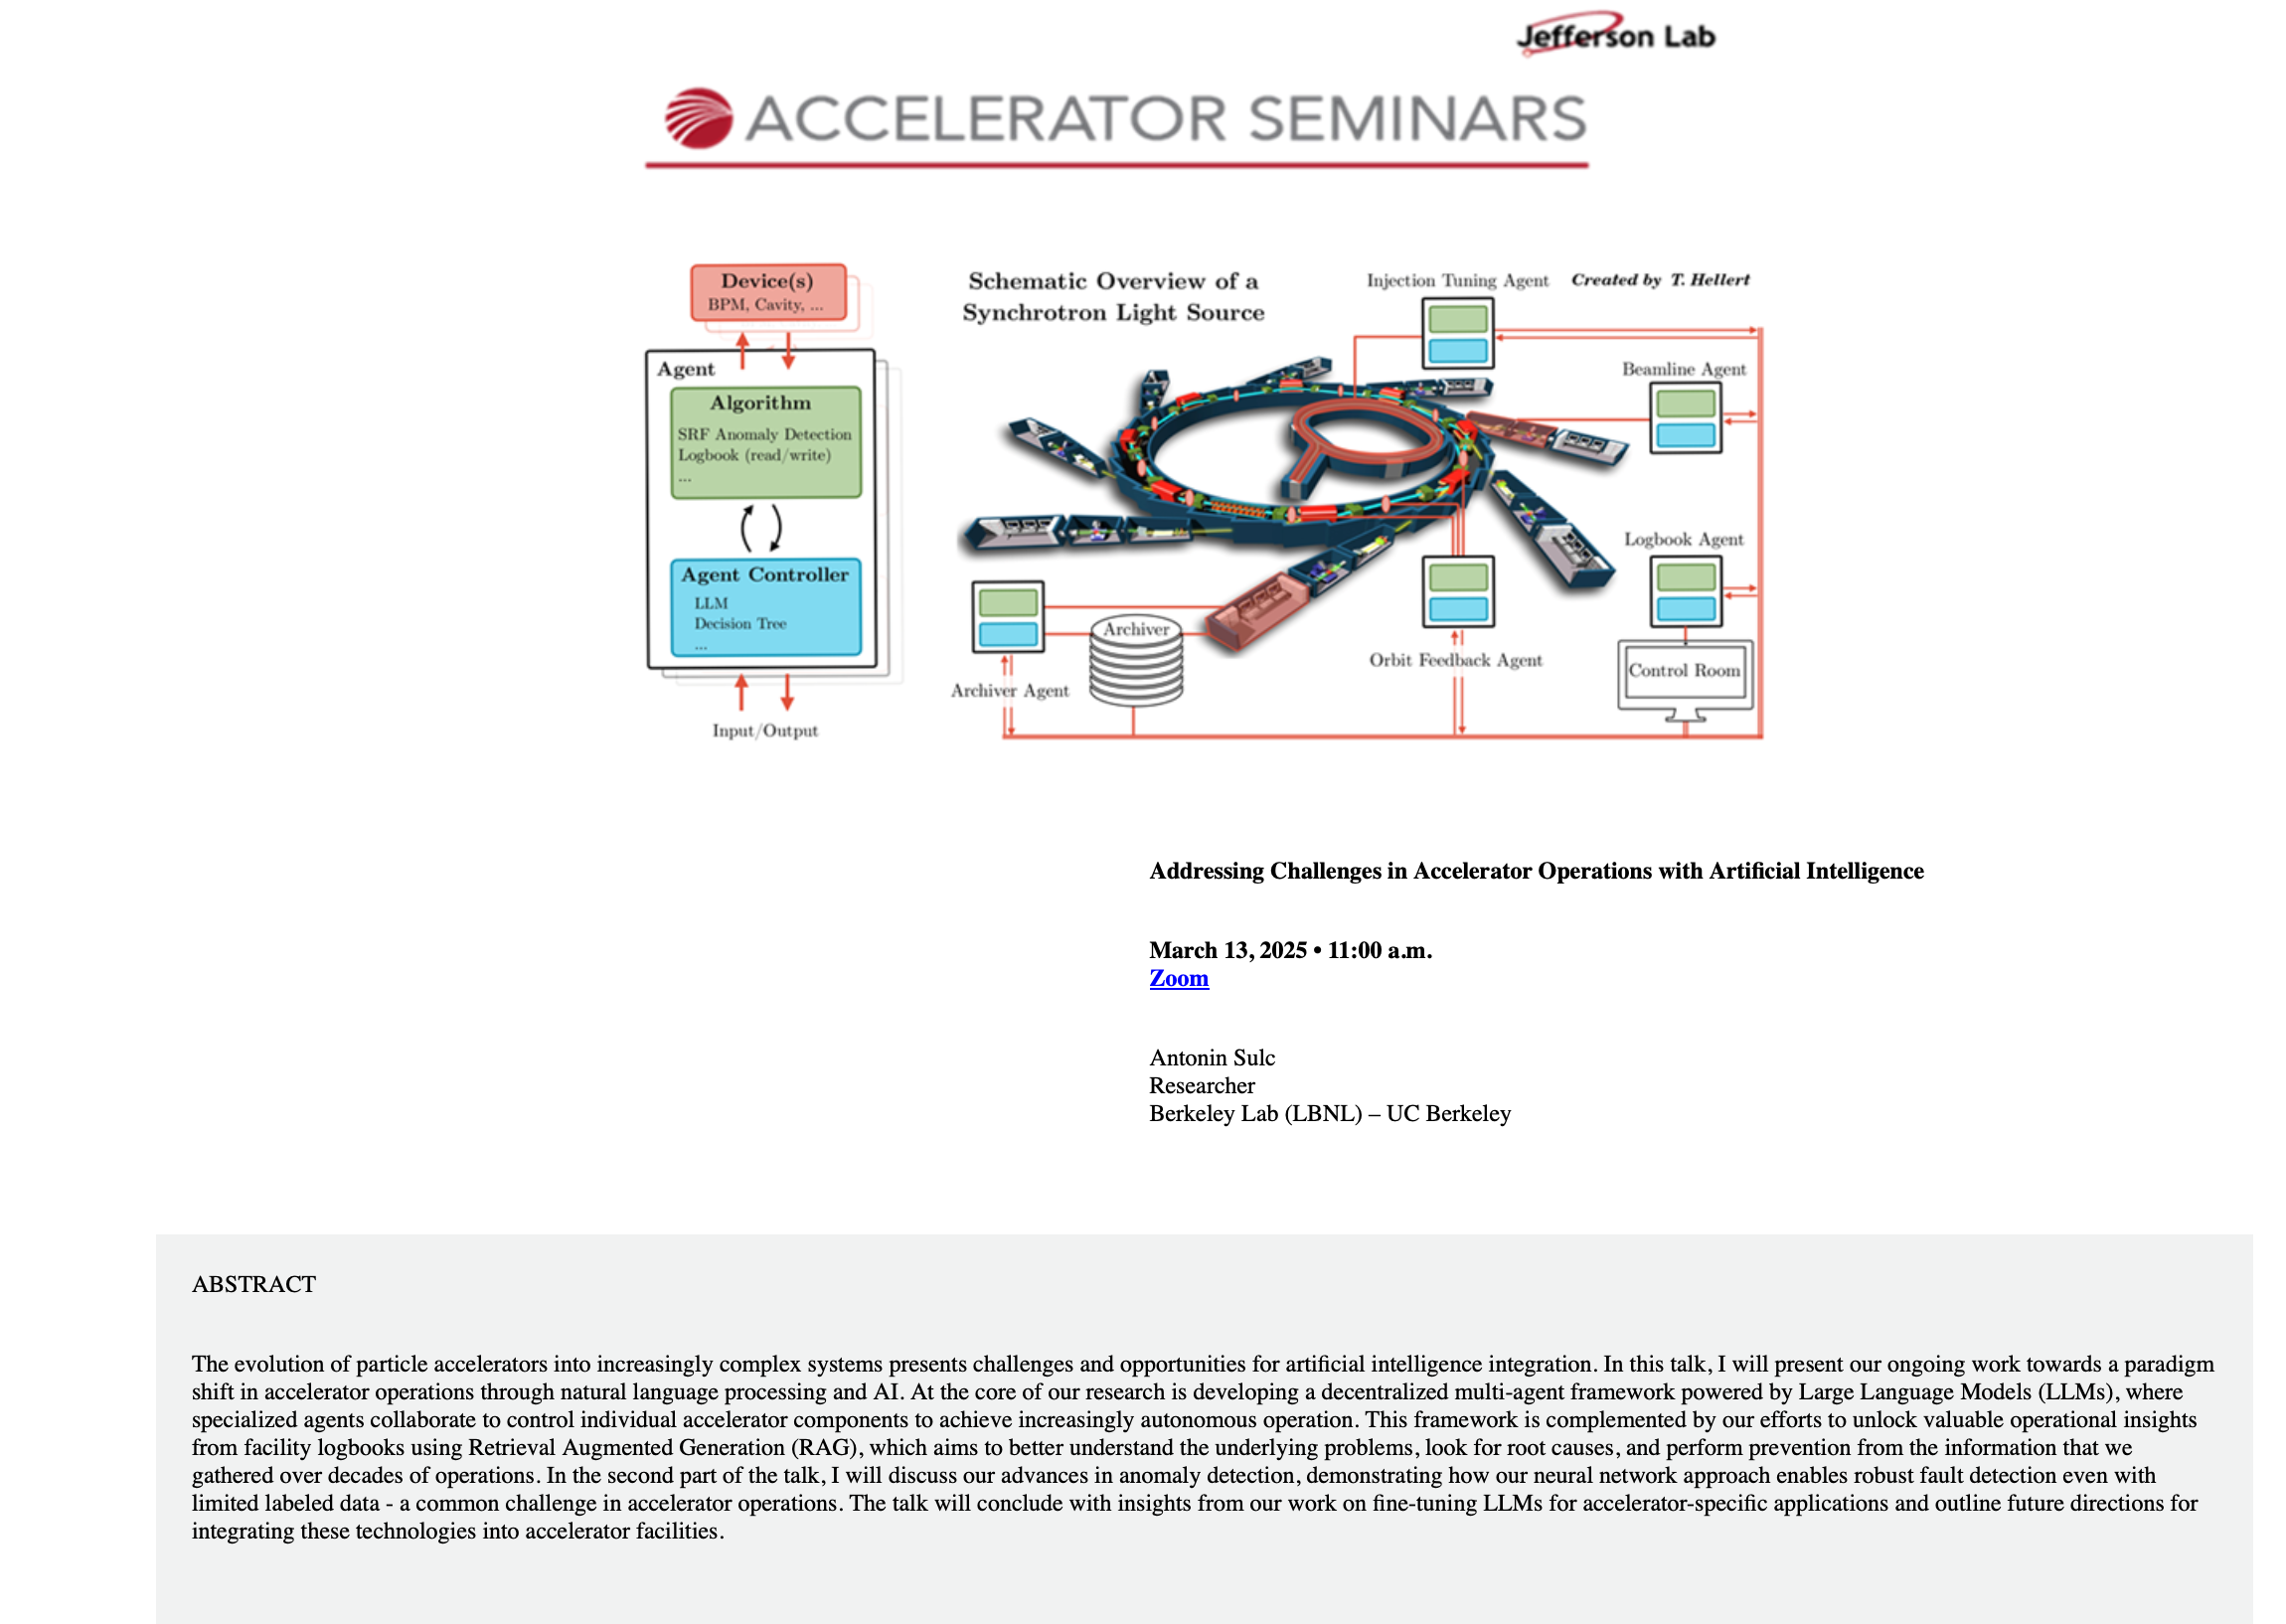 Jefferson Lab
ACCELERATOR SEMINARS
Device(s)
BPM, Cavity, ...
Agent
Algorithm
SRF Anomaly Detection
Logbook (read/write)
...
Agent Controller
LLM
Decision Tree
...
Input/Output
Schematic Overview of a
Synchrotron Light Source
Injection Tuning Agent
Created by T. Hellert
Beamline Agent
Logbook Agent
Archiver
Archiver Agent
Orbit Feedback Agent
Control Room
Addressing Challenges in Accelerator Operations with Artificial Intelligence
March 13, 2025 • 11:00 a.m.
Zoom
Antonin Sulc
Researcher
Berkeley Lab (LBNL) – UC Berkeley
ABSTRACT
The evolution of particle accelerators into increasingly complex systems presents challenges and opportunities for artificial intelligence integration. In this talk, I will present our ongoing work towards a paradigm
shift in accelerator operations through natural language processing and AI. At the core of our research is developing a decentralized multi-agent framework powered by Large Language Models (LLMs), where
specialized agents collaborate to control individual accelerator components to achieve increasingly autonomous operation. This framework is complemented by our efforts to unlock valuable operational insights
from facility logbooks using Retrieval Augmented Generation (RAG), which aims to better understand the underlying problems, look for root causes, and perform prevention from the information that we
gathered over decades of operations. In the second part of the talk, I will discuss our advances in anomaly detection, demonstrating how our neural network approach enables robust fault detection even with
limited labeled data - a common challenge in accelerator operations. The talk will conclude with insights from our work on fine-tuning LLMs for accelerator-specific applications and outline future directions for
integrating these technologies into accelerator facilities.